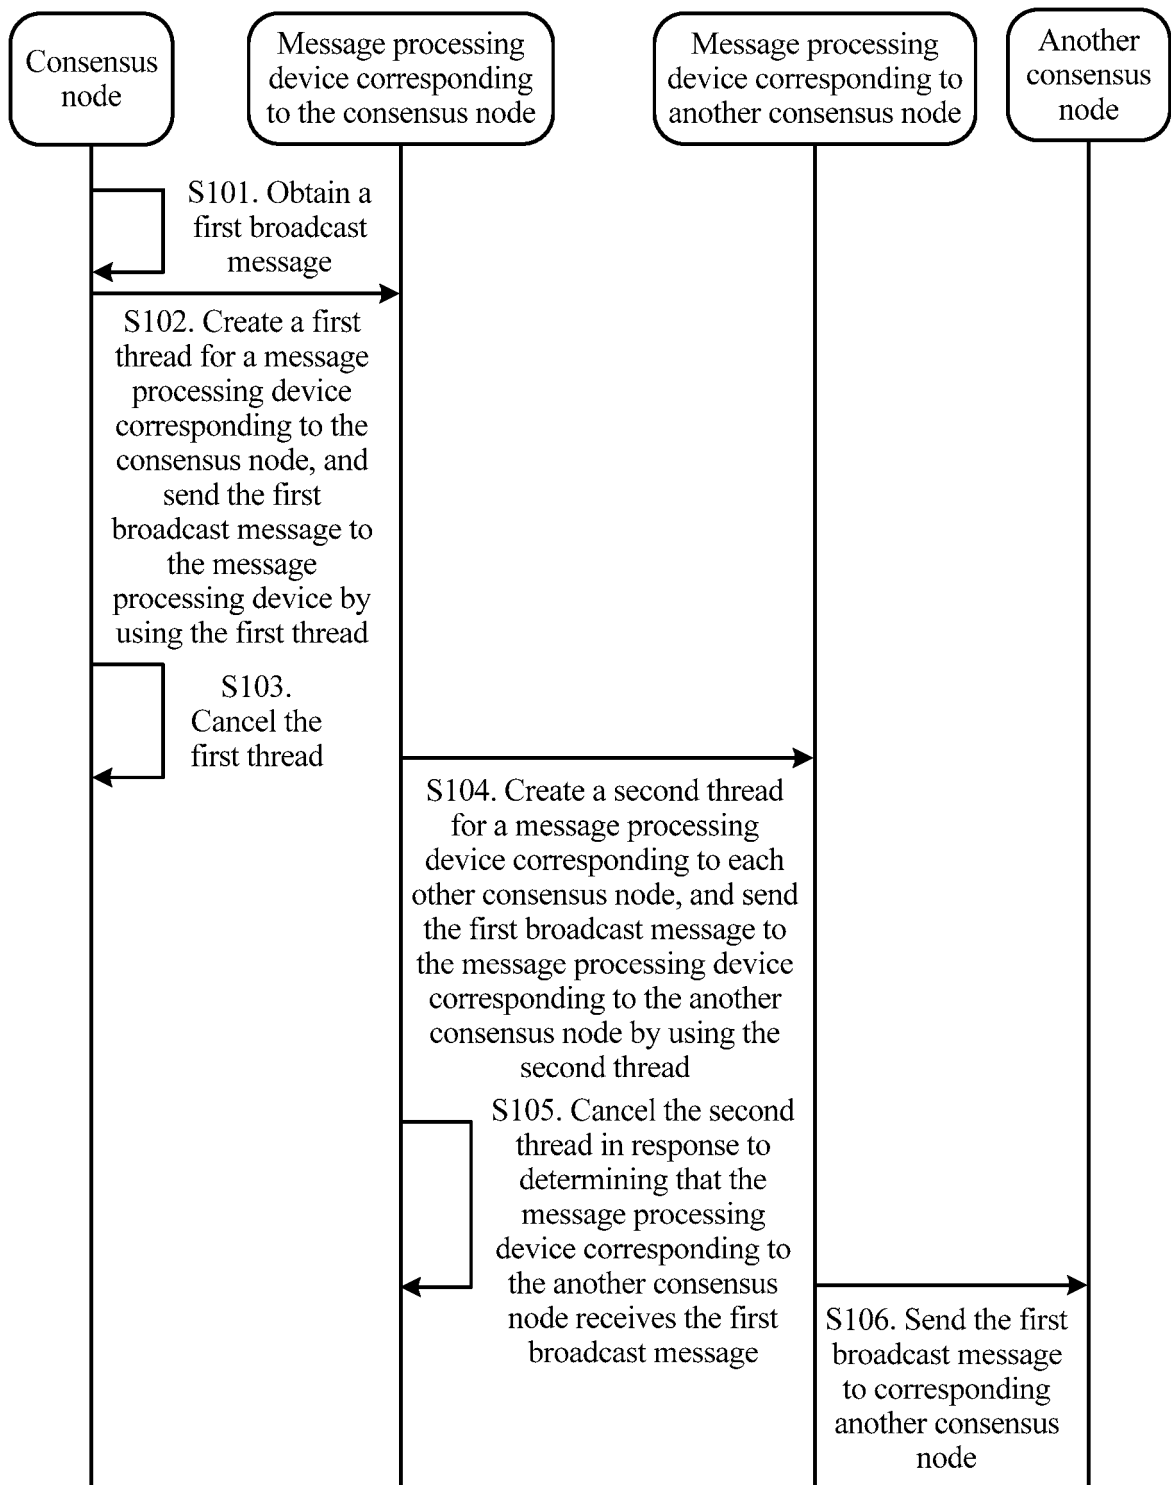 Consensus
node
Message processing
device corresponding
to the consensus node
Message processing
device corresponding to
another consensus node
Another
consensus
node
S101. Obtain a
first broadcast
message
S102. Create a first
thread for a message
processing device
corresponding to the
consensus node, and
send the first
broadcast message to
the message
processing device by
using the first thread
S103.
Cancel the
first thread
S104. Create a second thread
for a message processing
device corresponding to each
other consensus node, and send
the first broadcast message to
the message processing device
corresponding to the another
consensus node by using the
second thread
S105. Cancel the second
thread in response to
determining that the
message processing
device corresponding to
the another consensus
node receives the first
broadcast message
S106. Send the first
broadcast message
to corresponding
another consensus
node